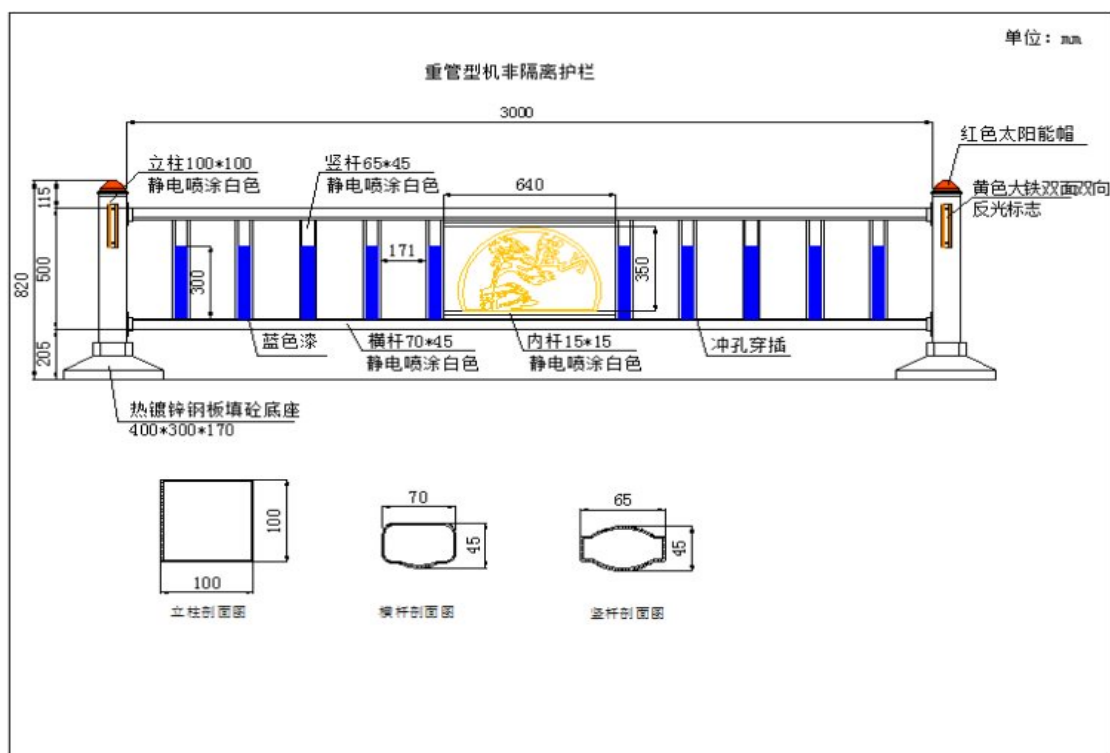 单位：mm
重管型机非隔离护栏
3000
立柱100*100
静电喷涂白色
竖杆65*45
静电喷涂白色
640
红色太阳能帽
黄色大铁双面双向
反光标志
115
500
820
205
300
171
350
蓝色漆
横杆70*45
静电喷涂白色
内杆15*15
静电喷涂白色
冲孔穿插
热镀锌钢板填砼底座
400*300*170
100
100
70
45
65
45
立柱剖面图
横杆剖面图
竖杆剖面图